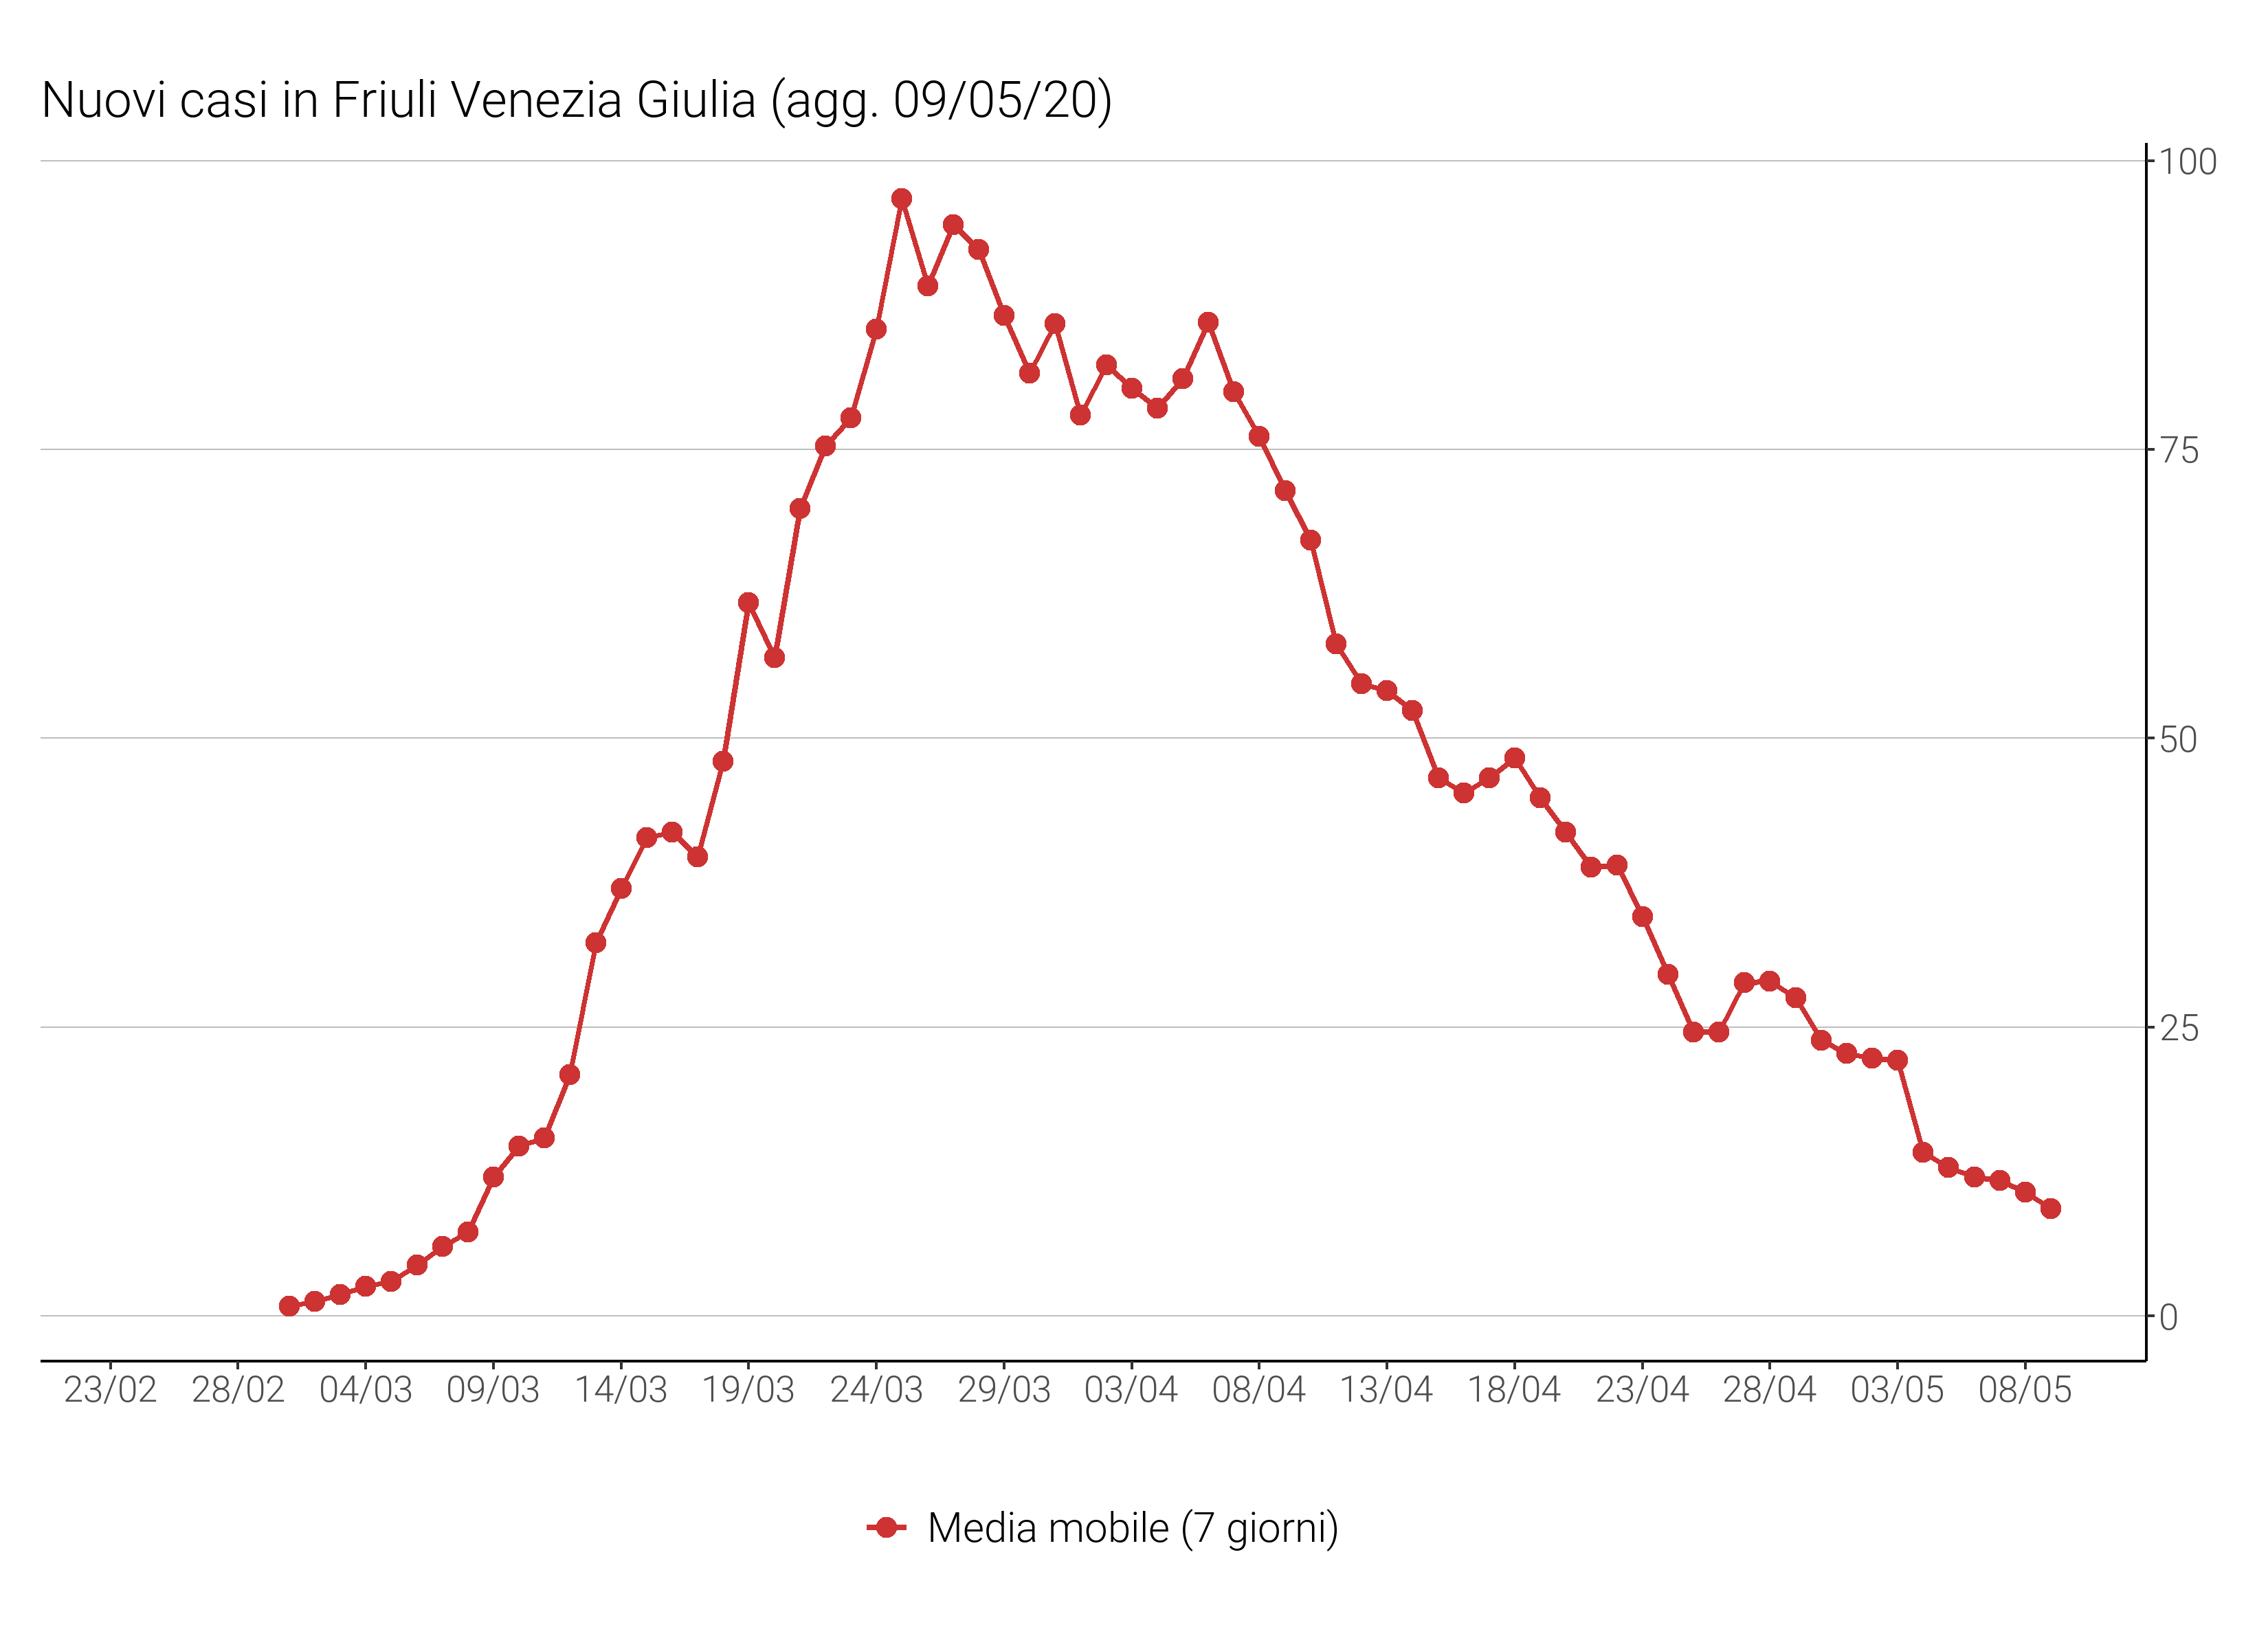 Nuovi casi in Friuli Venezia Giulia (agg. 09/05/20)
100
75
50
25
0
23/02 28/02 04/03 09/03 14/03 19/03 24/03 29/03 03/04 08/04 13/04 18/04 23/04 28/04 03/05 08/05
Media mobile (7 giorni)